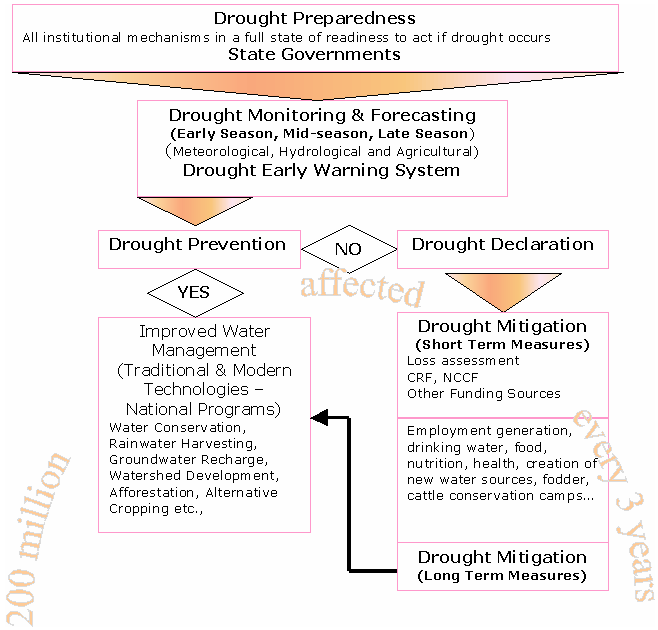 Drought Preparedness
All institutional mechanisms in a full state of readiness to act if drought occurs
State Governments
Drought Monitoring & Forecasting
(Early Season, Mid-season, Late Season)
(Meteorological, Hydrological and Agricultural)
Drought Early Warning System
Drought Prevention
NO
Drought Declaration
affected
YES
Improved Water
Management
(Traditional & Modern
Technologies –
National Programs)
Water Conservation,
Rainwater Harvesting,
Groundwater Recharge,
Watershed Development,
Afforestation, Alternative
Cropping etc.,
Drought Mitigation
(Short Term Measures)
Loss assessment
CRF, NCCF
Other Funding Sources
Employment generation,
drinking water, food,
nutrition, health, creation of
new water sources, fodder,
cattle conservation camps...
Drought Mitigation
(Long Term Measures)
200 million
every 3 years